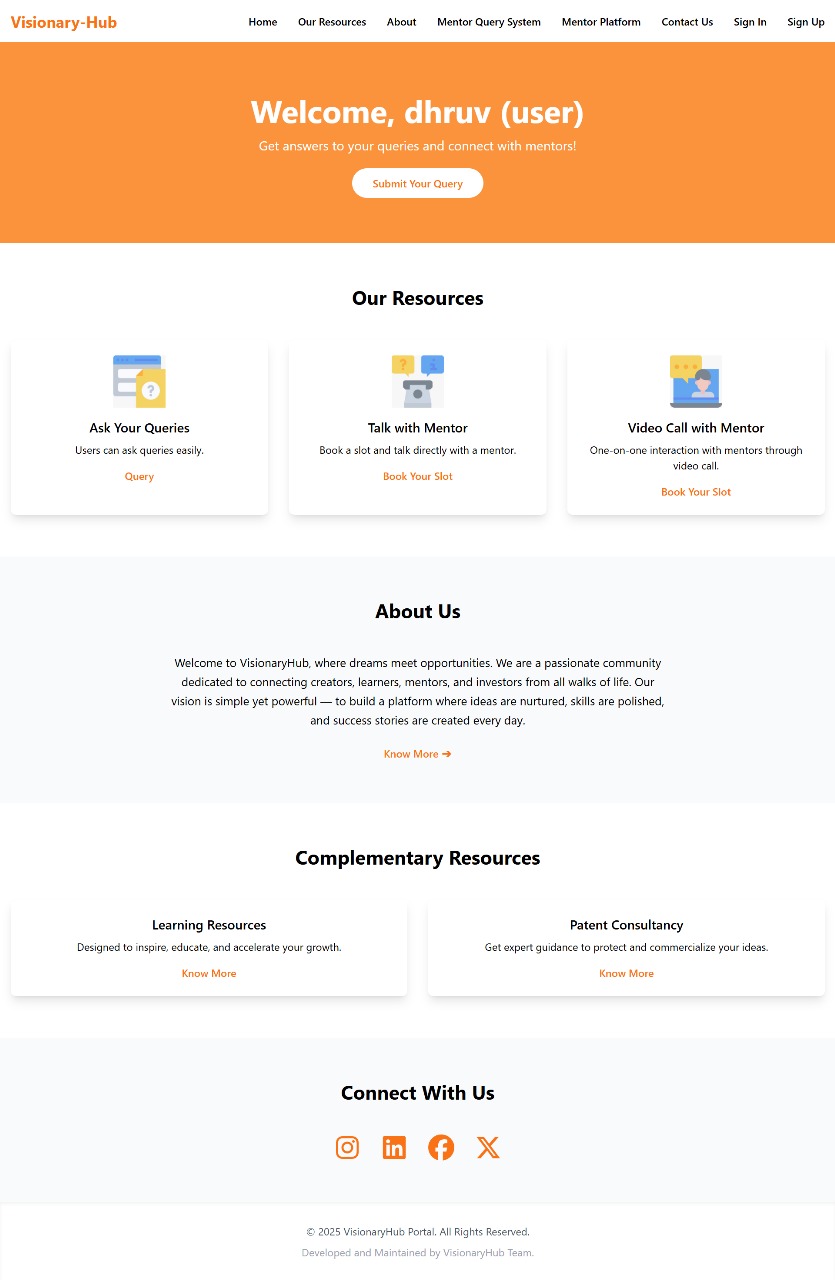 Visionary-Hub
Home Our Resources About Mentor Query System Mentor Platform Contact Us Sign In Sign Up
Welcome, dhruv (user)
Get answers to your queries and connect with mentors!
Submit Your Query
Our Resources
?
? i
Ask Your Queries
Users can ask queries easily.
Query
Talk with Mentor
Book a slot and talk directly with a mentor.
Book Your Slot
Video Call with Mentor
One-on-one interaction with mentors through
video call.
Book Your Slot
About Us
Welcome to VisionaryHub, where dreams meet opportunities. We are a passionate community
dedicated to connecting creators, learners, mentors, and investors from all walks of life. Our
vision is simple yet powerful — to build a platform where ideas are nurtured, skills are polished,
and success stories are created every day.
Know More ➔
Complementary Resources
Learning Resources
Designed to inspire, educate, and accelerate your growth.
Know More
Patent Consultancy
Get expert guidance to protect and commercialize your ideas.
Know More
Connect With Us
in f X
© 2025 VisionaryHub Portal. All Rights Reserved.
Developed and Maintained by VisionaryHub Team.